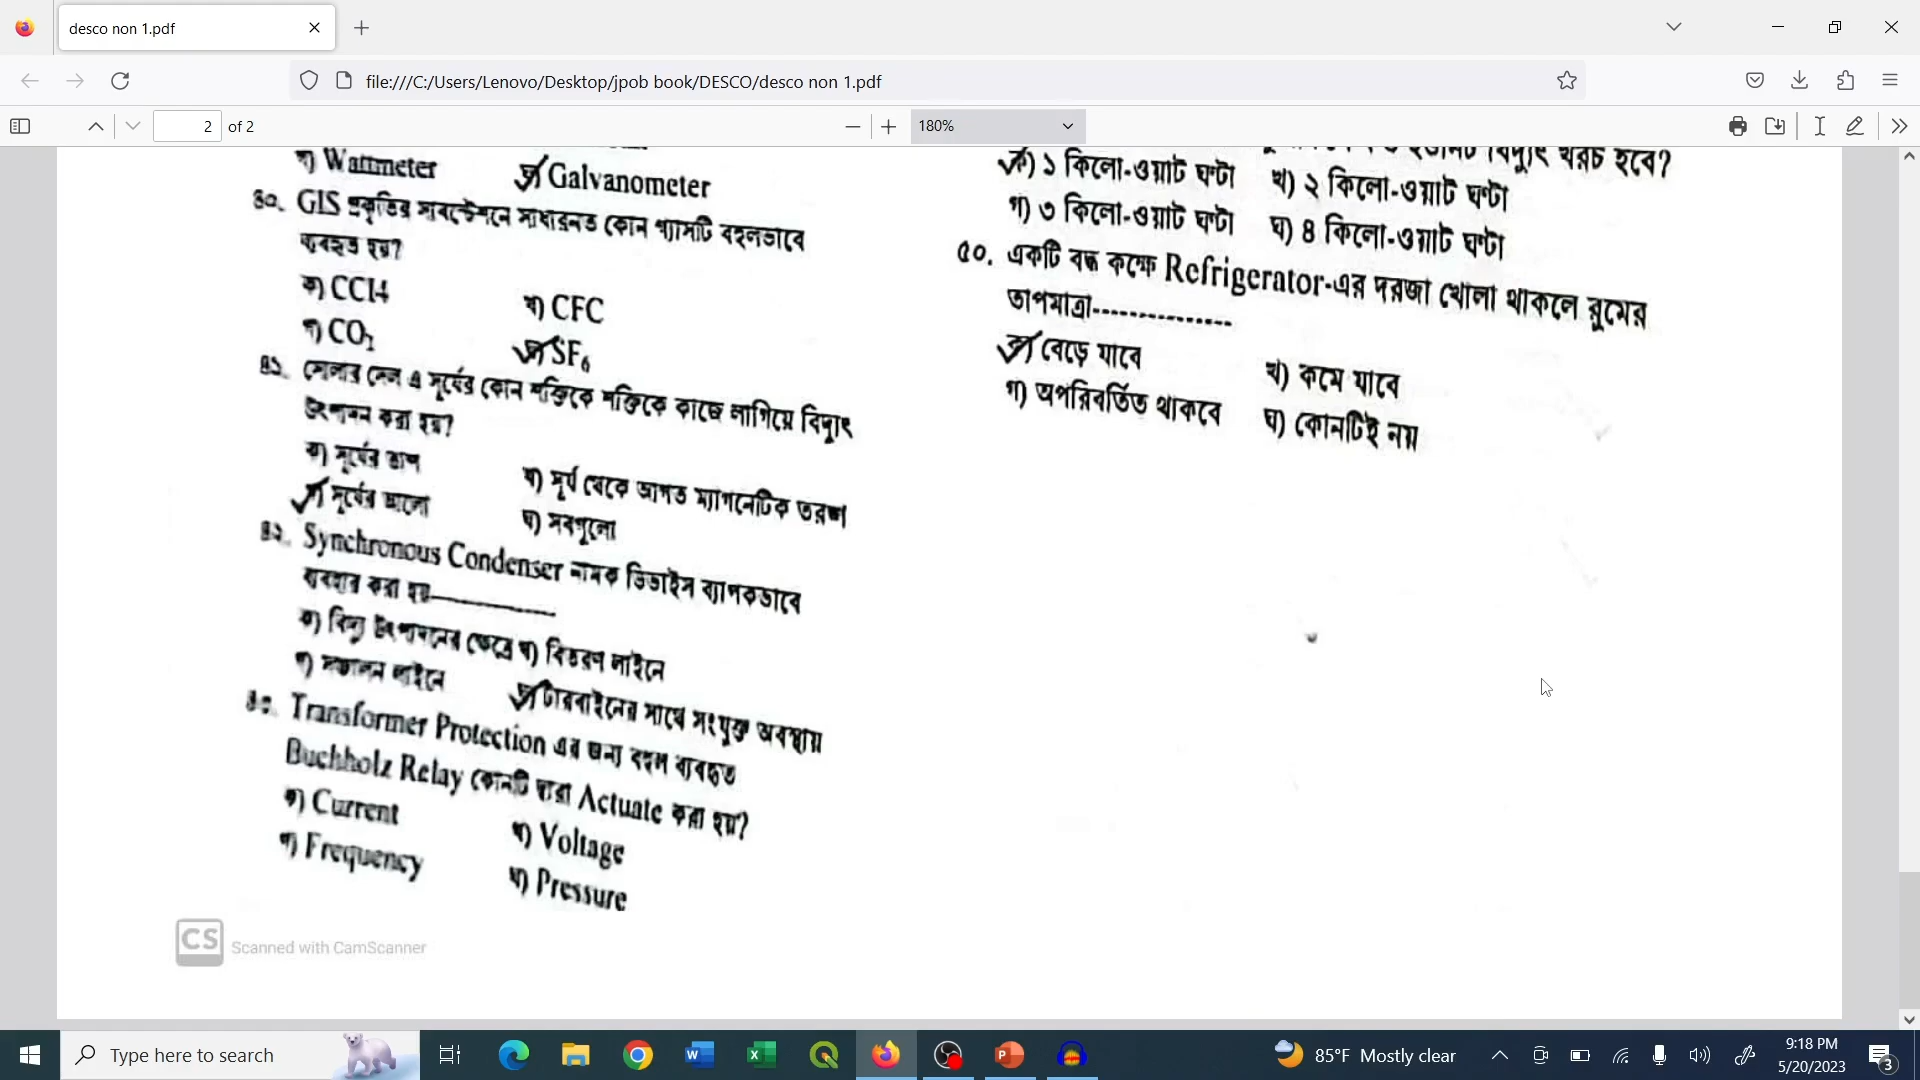 desco non 1.pdf
file:///C:/Users/Lenovo/Desktop/jpob book/DESCO/desco non 1.pdf
2 of 2
180%
গ) Wattmeter ঘ) Galvanometer
৪০. GIS প্রকৃতির সাবস্টেশনে সাধারনত কোন গ্যাসটি বহুলভাবে
ব্যবহৃত হয়?
ক) CCl4 খ) CFC
গ) CO2 ঘ) SF6
৪১. সোলার সেল এ সূর্যের কোন শক্তিকে শক্তিকে কাজে লাগিয়ে বিদ্যুৎ
উৎপাদন করা হয়?
ক) সূর্যের তাপ খ) সূর্য থেকে আগত ম্যাগনেটিক তরঙ্গ
গ) সূর্যের আলো ঘ) সবগুলো
৪২. Synchronous Condenser নামক ডিভাইস ব্যাপকভাবে
ব্যবহার করা হয়————
ক) বিদ্যু উৎপাদনের ক্ষেত্রে খ) বিতরণ লাইনে
গ) সঞ্চালন লাইনে ঘ) টারবাইনের সাথে সংযুক্ত অবস্থায়
৪৩. Transformer Protection এর জন্য বহুল ব্যবহৃত
Buchholz Relay কোনটি দ্বারা Actuate করা হয়?
ক) Current খ) Voltage
গ) Frequency ঘ) Pressure
বিদ্যুৎ খরচ হবে?
ক) ১ কিলো-ওয়াট ঘণ্টা খ) ২ কিলো-ওয়াট ঘণ্টা
গ) ৩ কিলো-ওয়াট ঘণ্টা ঘ) ৪ কিলো-ওয়াট ঘণ্টা
৫০. একটি বদ্ধ কক্ষে Refrigerator-এর দরজা খোলা থাকলে রুমের
তাপমাত্রা---------------
ক) বেড়ে যাবে খ) কমে যাবে
গ) অপরিবর্তিত থাকবে ঘ) কোনটিই নয়
CS Scanned with CamScanner
Type here to search
85°F Mostly clear
9:18 PM
5/20/2023
3